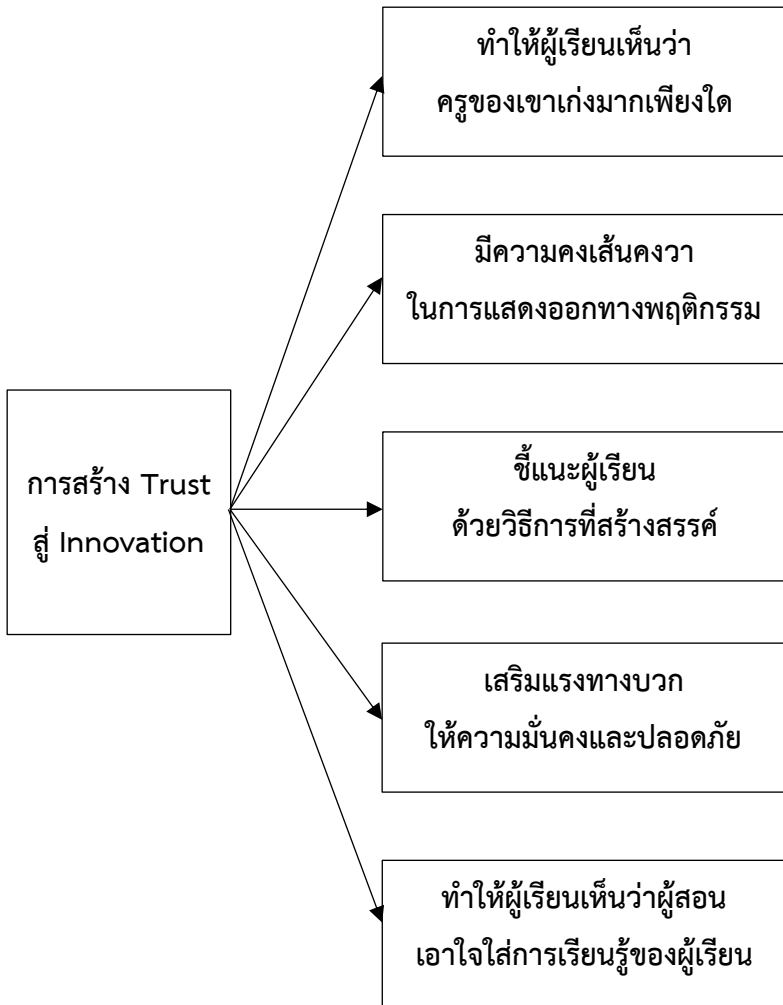 ทำให้ผู้เรียนเห็นว่า
ครูของเขาเก่งมากเพียงใด
มีความคงเส้นคงวา
ในการแสดงออกทางพฤติกรรม
การสร้าง Trust
สู่ Innovation
ชี้แนะผู้เรียน
ด้วยวิธีการที่สร้างสรรค์
เสริมแรงทางบวก
ให้ความมั่นคงและปลอดภัย
ทำให้ผู้เรียนเห็นว่าผู้สอน
เอาใจใส่การเรียนรู้ของผู้เรียน